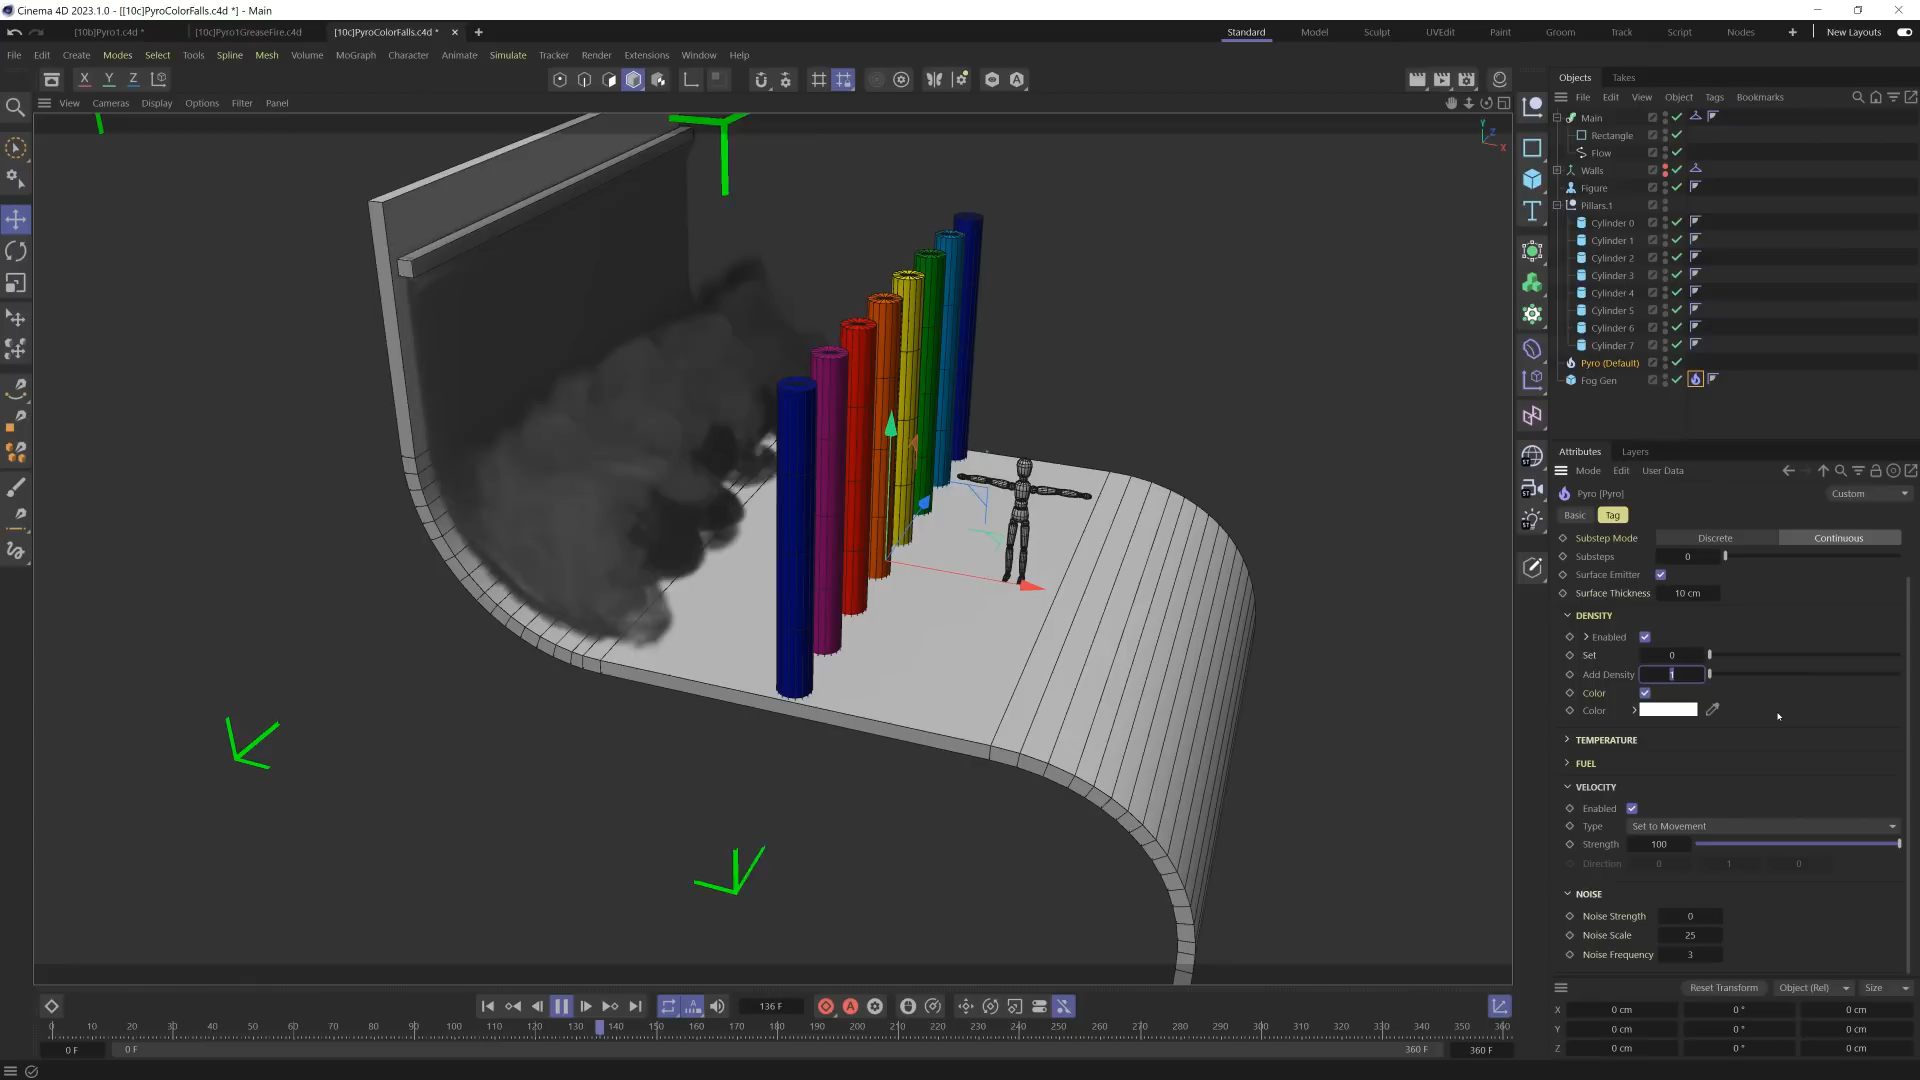 Cinema 4D 2023.1.0 - [[10c]PyroColorFalls.c4d *] - Main
[10b]Pyro1.c4d *
[10c]Pyro1GreaseFire.c4d
[10c]PyroColorFalls.c4d *
Standard
Model
Sculpt
UVEdit
Paint
Groom
Track
Script
Nodes
New Layouts
File
Edit
Create
Modes
Select
Tools
Spline
Mesh
Volume
MoGraph
Character
Animate
Simulate
Tracker
Render
Extensions
Window
Help
X
Y
Z
Objects
Takes
View
Cameras
Display
Options
Filter
Panel
File
Edit
View
Object
Tags
Bookmarks
Main
Rectangle
Flow
Walls
Figure
Pillars.1
Cylinder 0
Cylinder 1
Cylinder 2
Cylinder 3
Cylinder 4
Cylinder 5
Cylinder 6
Cylinder 7
Pyro (Default)
Fog Gen
Y
Z
X
ST
ST
Attributes
Layers
Mode
Edit
User Data
Pyro [Pyro]
Custom
Basic
Tag
Substep Mode
Discrete
Continuous
Substeps
0
Surface Emitter
Surface Thickness
10 cm
DENSITY
Enabled
Set
0
Add Density
1
Color
Color
TEMPERATURE
FUEL
VELOCITY
Enabled
Type
Set to Movement
Strength
100
Direction
0
1
0
NOISE
Noise Strength
0
Noise Scale
25
Noise Frequency
3
Reset Transform
Object (Rel)
Size
X
0 cm
0 °
0 cm
Y
0 cm
0 °
0 cm
Z
0 cm
0 °
0 cm
136 F
0
10
20
30
40
50
60
70
80
90
100
110
120
130
140
150
160
170
180
190
200
210
220
230
240
250
260
270
280
290
300
310
320
330
340
350
360
0 F
0 F
360 F
360 F